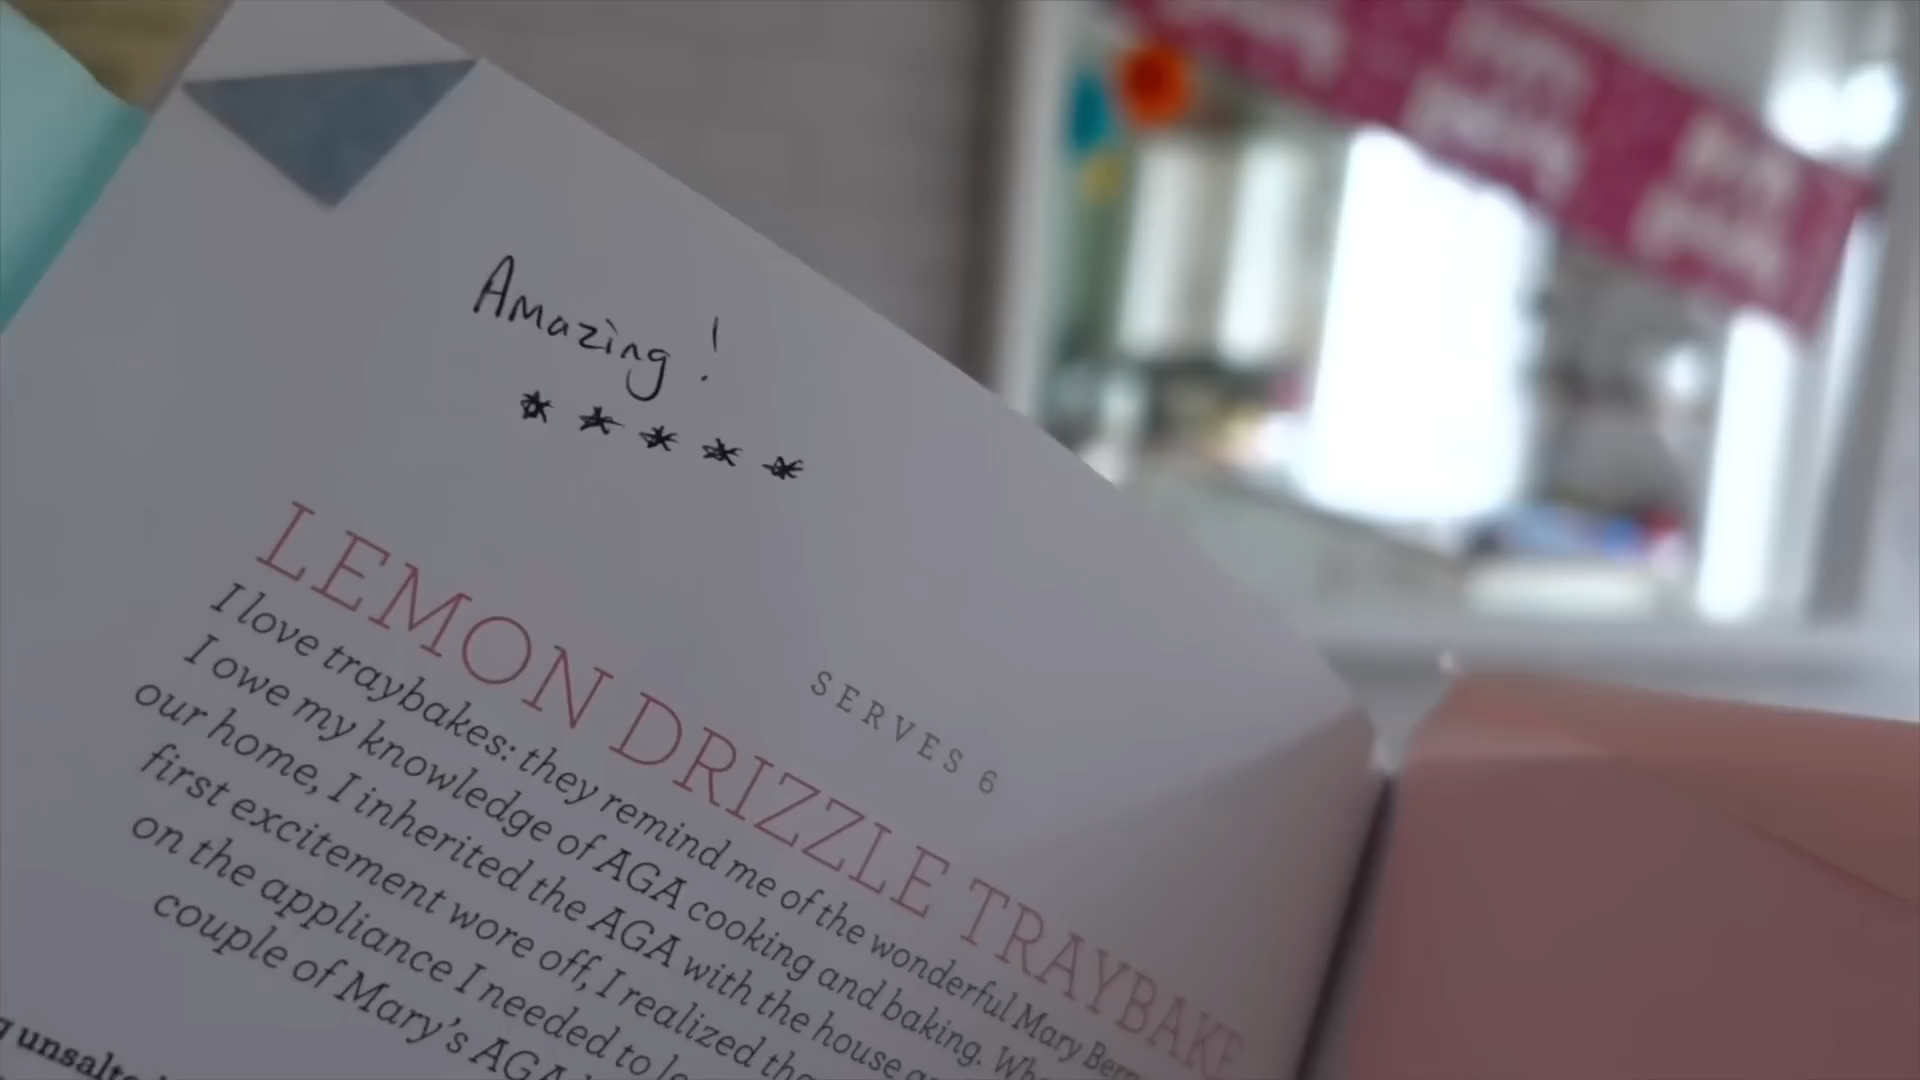 Amazing!
* * * * *
SERVES 6
LEMON DRIZZLE TRAYBAKE
I love traybakes: they remind me of the wonderful Mary
I owe my knowledge of AGA cooking and baking.
our home, I inherited the AGA with the house
first excitement wore off, I realized
on the appliance I needed to
couple of Mary's AGA